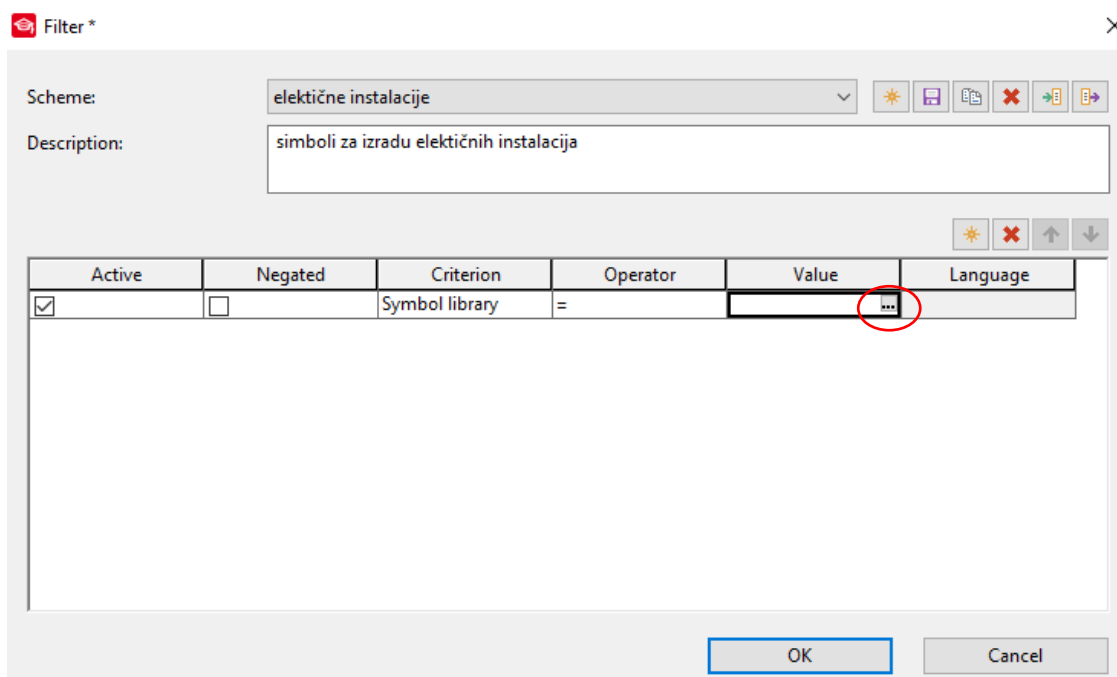 Filter *
Scheme: elektične instalacije
Description: simboli za izradu elektičnih instalacija
Active Negated Criterion Operator Value Language
Symbol library = ...
OK Cancel